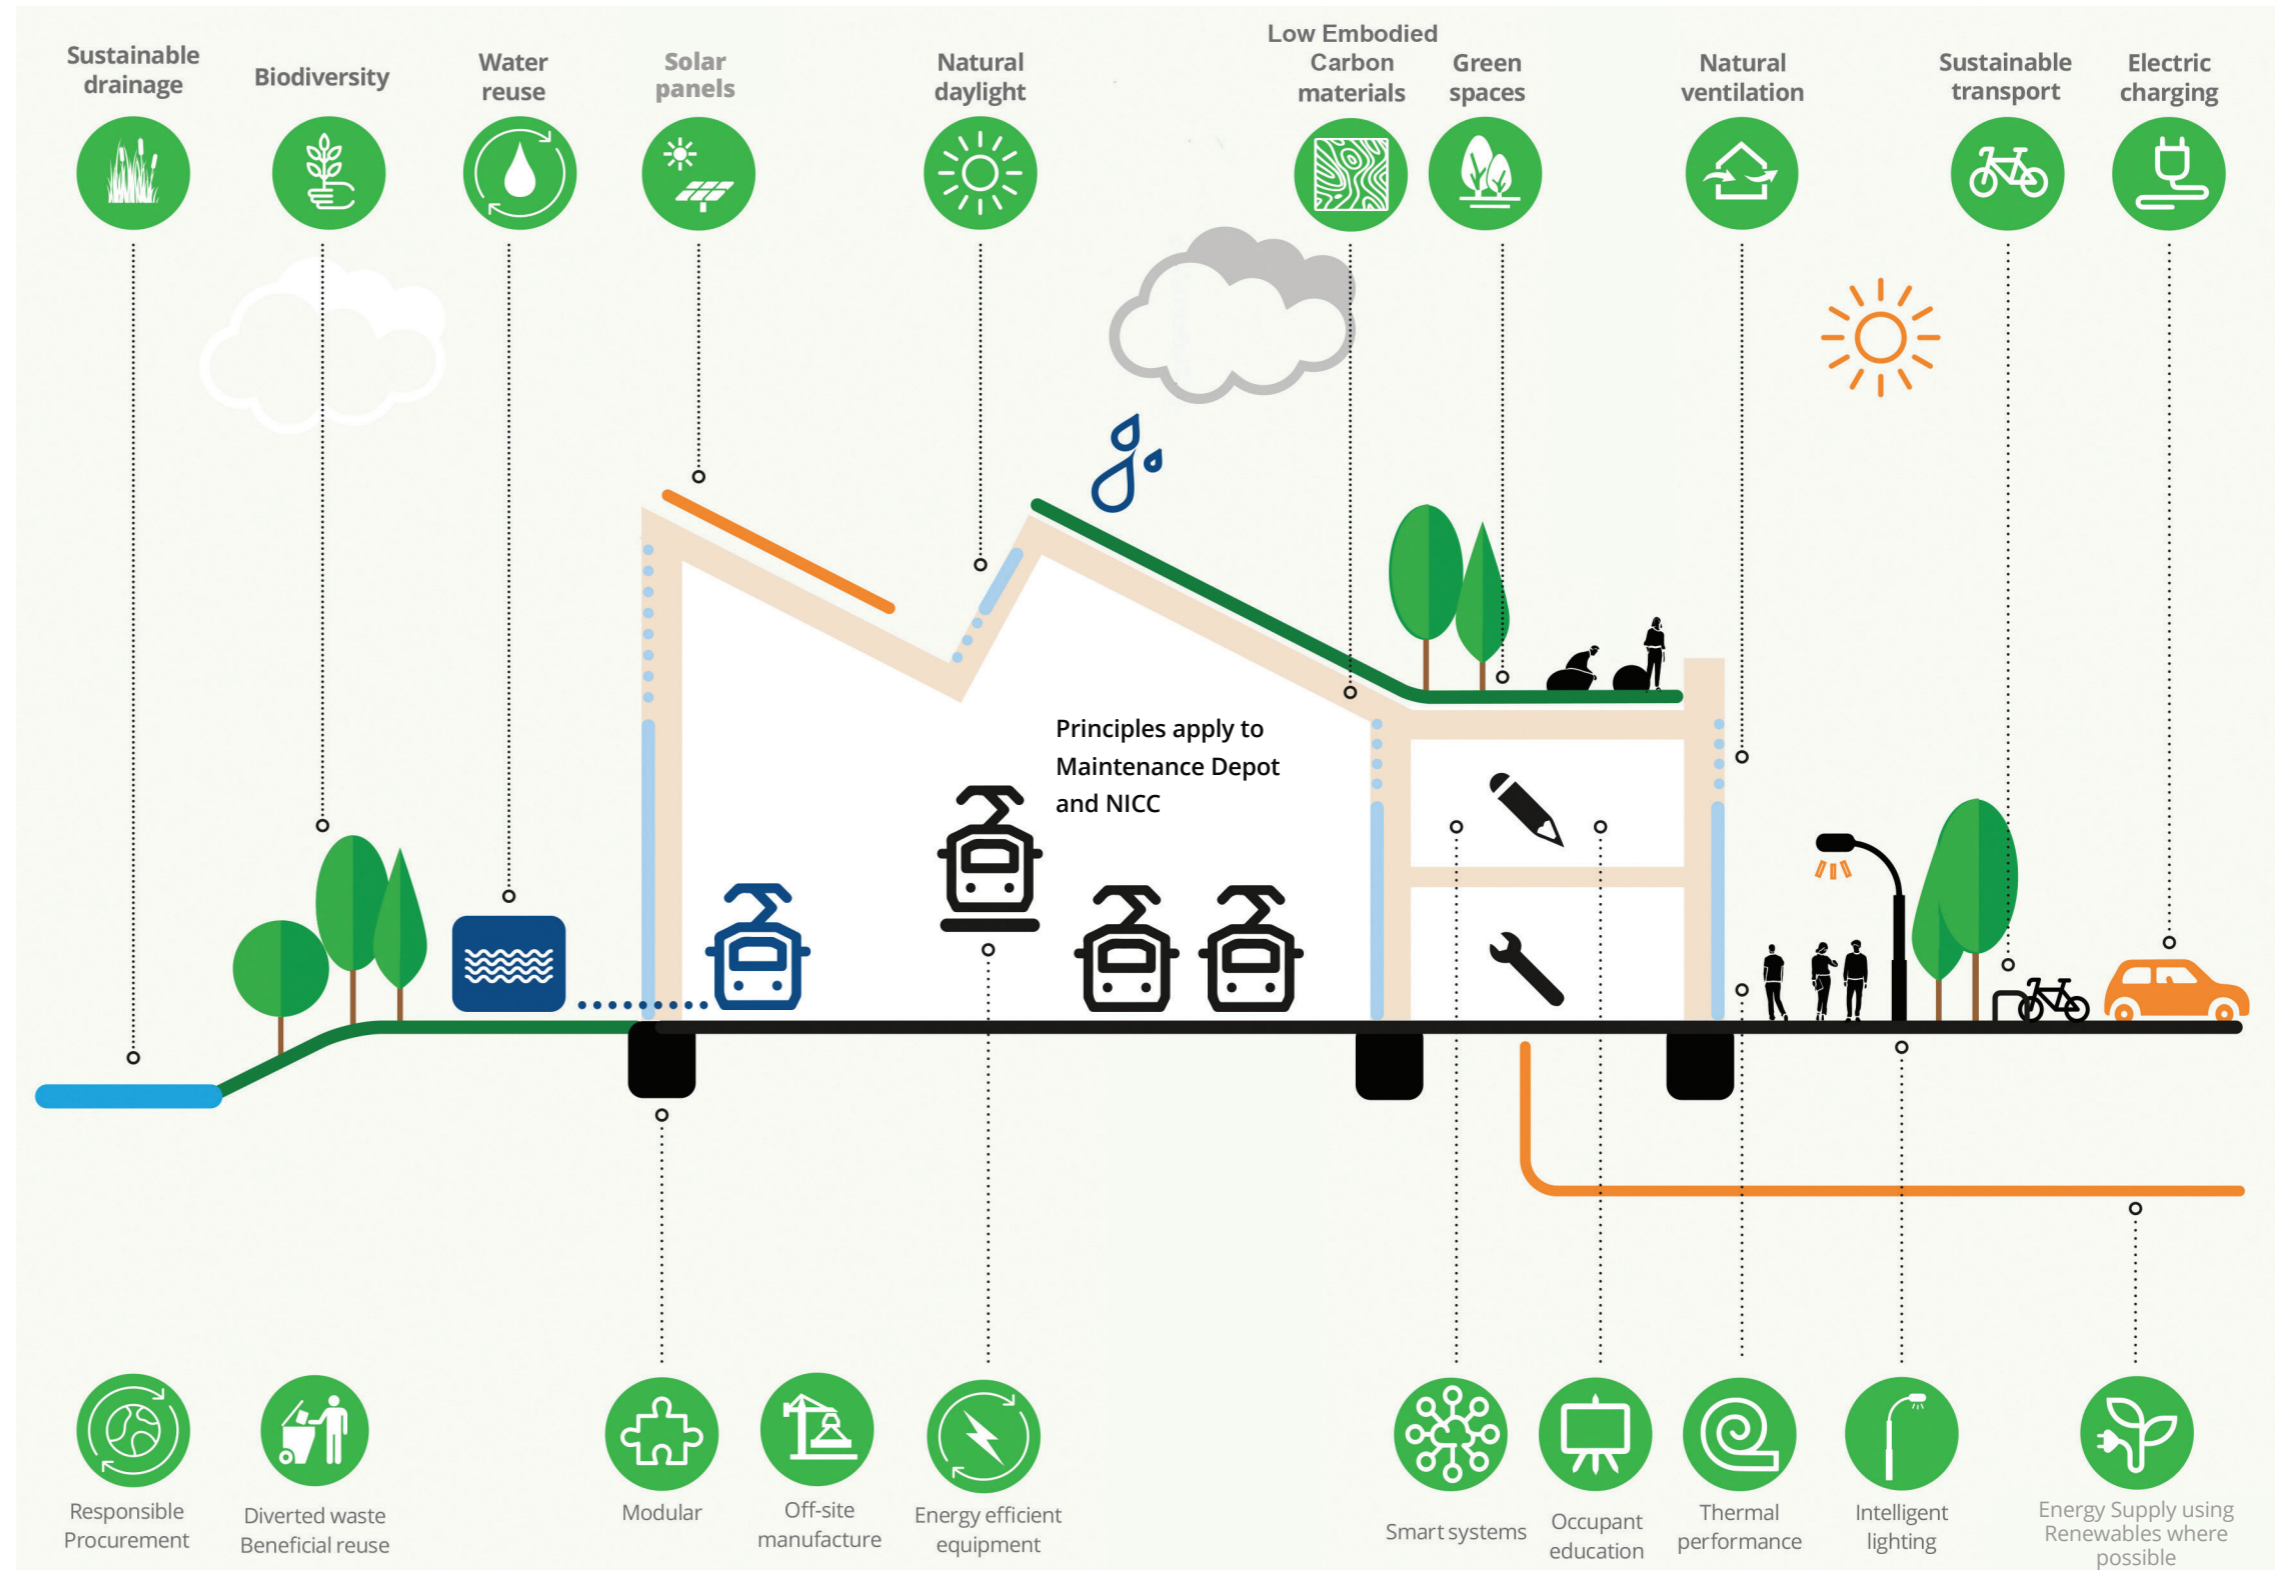 Sustainable
drainage
Biodiversity
Water
reuse
Solar
panels
Natural
daylight
Low Embodied
Carbon
materials
Green
spaces
Natural
ventilation
Sustainable
transport
Electric
charging
Principles apply to
Maintenance Depot
and NICC
Responsible
Procurement
Diverted waste
Beneficial reuse
Modular
Off-site
manufacture
Energy efficient
equipment
Smart systems
Occupant
education
Thermal
performance
Intelligent
lighting
Energy Supply using
Renewables where
possible